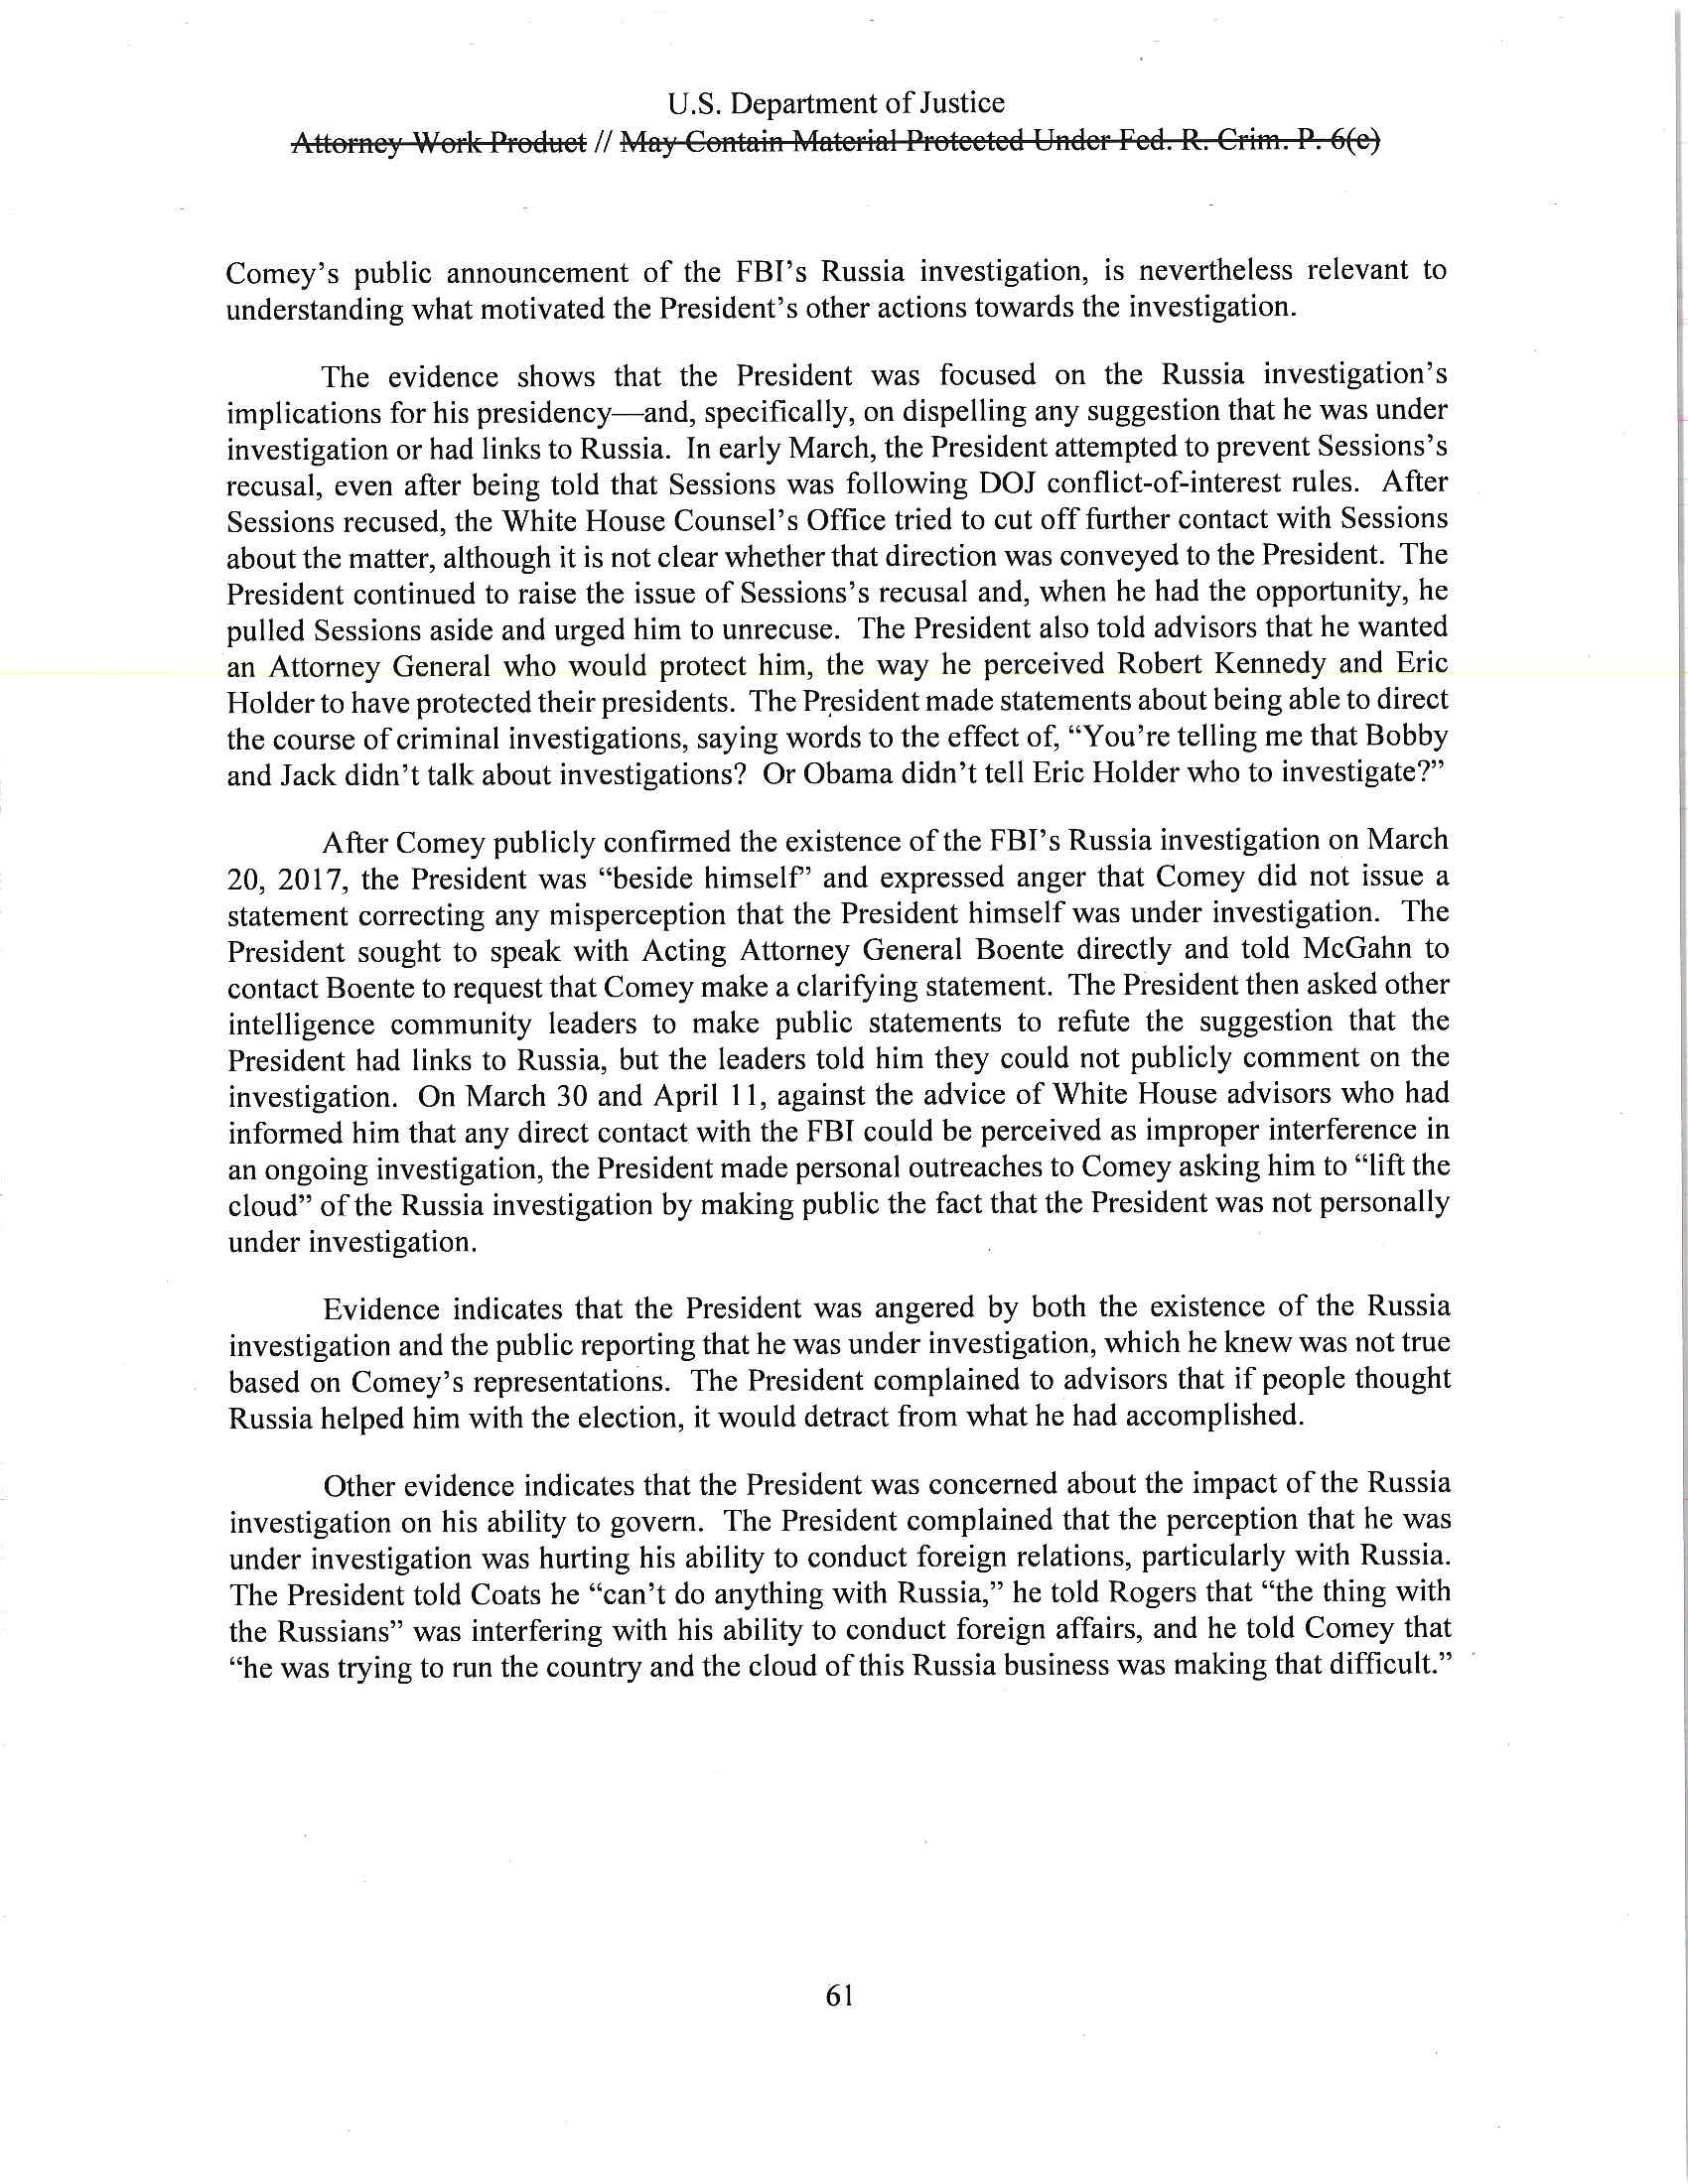 U.S. Department of Justice
Attorney Work Product // May Contain Material Protected Under Fed. R. Crim. P. 6(e)
Comey's public announcement of the FBI's Russia investigation, is nevertheless relevant to
understanding what motivated the President's other actions towards the investigation.
The evidence shows that the President was focused on the Russia investigation's
implications for his presidency—and, specifically, on dispelling any suggestion that he was under
investigation or had links to Russia. In early March, the President attempted to prevent Sessions's
recusal, even after being told that Sessions was following DOJ conflict-of-interest rules. After
Sessions recused, the White House Counsel's Office tried to cut off further contact with Sessions
about the matter, although it is not clear whether that direction was conveyed to the President. The
President continued to raise the issue of Sessions's recusal and, when he had the opportunity, he
pulled Sessions aside and urged him to unrecuse. The President also told advisors that he wanted
an Attorney General who would protect him, the way he perceived Robert Kennedy and Eric
Holder to have protected their presidents. The President made statements about being able to direct
the course of criminal investigations, saying words to the effect of, “You're telling me that Bobby
and Jack didn't talk about investigations? Or Obama didn't tell Eric Holder who to investigate?”
After Comey publicly confirmed the existence of the FBI's Russia investigation on March
20, 2017, the President was “beside himself” and expressed anger that Comey did not issue a
statement correcting any misperception that the President himself was under investigation. The
President sought to speak with Acting Attorney General Boente directly and told McGahn to
contact Boente to request that Comey make a clarifying statement. The President then asked other
intelligence community leaders to make public statements to refute the suggestion that the
President had links to Russia, but the leaders told him they could not publicly comment on the
investigation. On March 30 and April 11, against the advice of White House advisors who had
informed him that any direct contact with the FBI could be perceived as improper interference in
an ongoing investigation, the President made personal outreaches to Comey asking him to “lift the
cloud” of the Russia investigation by making public the fact that the President was not personally
under investigation.
Evidence indicates that the President was angered by both the existence of the Russia
investigation and the public reporting that he was under investigation, which he knew was not true
based on Comey's representations. The President complained to advisors that if people thought
Russia helped him with the election, it would detract from what he had accomplished.
Other evidence indicates that the President was concerned about the impact of the Russia
investigation on his ability to govern. The President complained that the perception that he was
under investigation was hurting his ability to conduct foreign relations, particularly with Russia.
The President told Coats he “can't do anything with Russia,” he told Rogers that “the thing with
the Russians” was interfering with his ability to conduct foreign affairs, and he told Comey that
“he was trying to run the country and the cloud of this Russia business was making that difficult.”
61